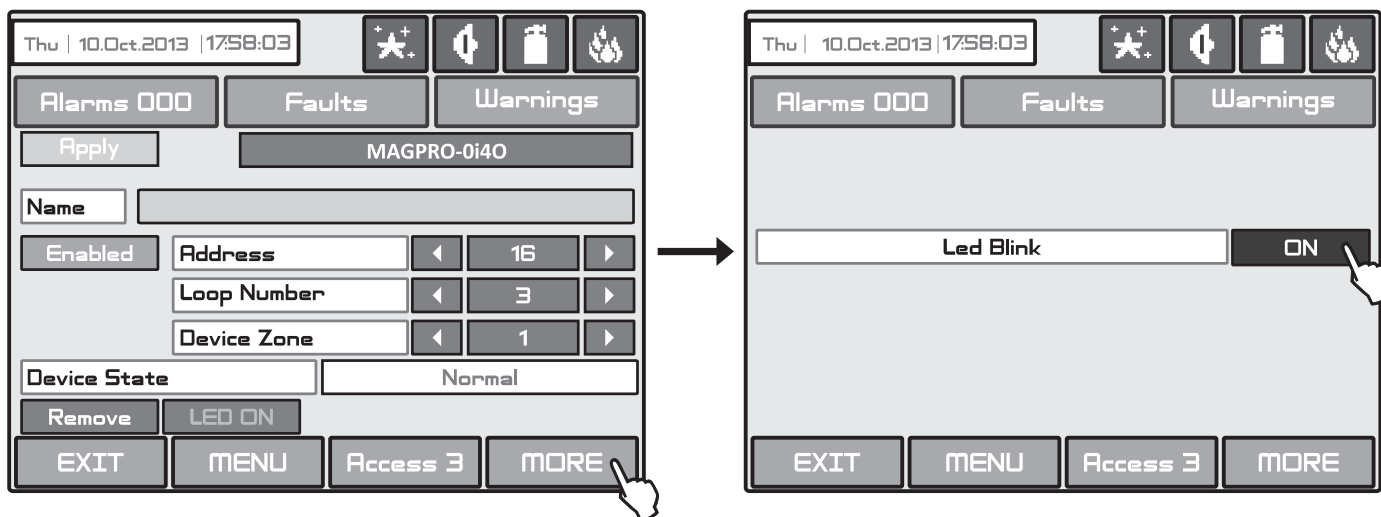 Thu | 10.Oct.2013 | 17:58:03
Alarms 000 Faults Warnings
Apply MAGPRO-0i4O
Name
Enabled Address 16
Loop Number 3
Device Zone 1
Device State Normal
Remove LED ON
EXIT MENU Access 3 MORE
Thu | 10.Oct.2013 | 17:58:03
Alarms 000 Faults Warnings
Led Blink ON
EXIT MENU Access 3 MORE